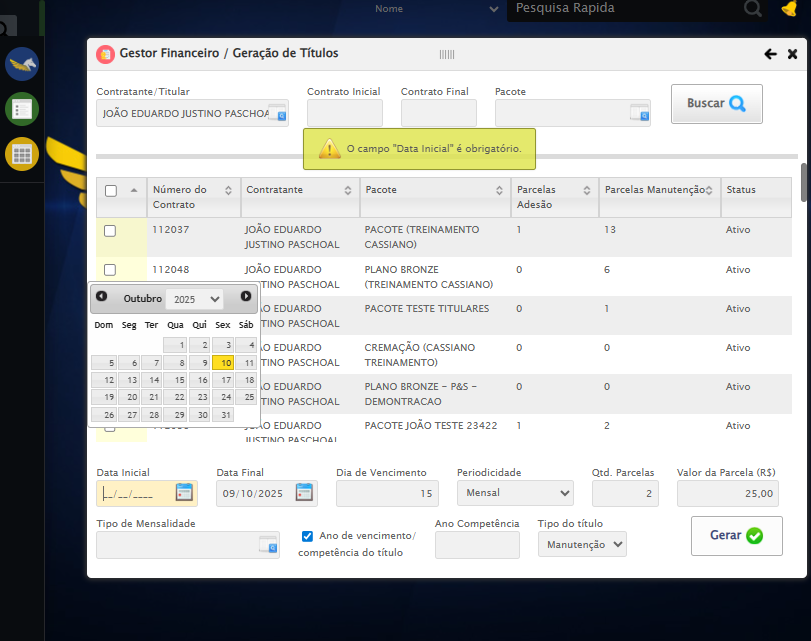 Nome
Pesquisa Rapida
Gestor Financeiro / Geração de Títulos
Contratante/Titular
Contrato Inicial
Contrato Final
Pacote
JOÃO EDUARDO JUSTINO PASCHOA
Buscar
O campo "Data Inicial" é obrigatório.
Número do Contrato
Contratante
Pacote
Parcelas Adesão
Parcelas Manutenção
Status
112037
JOÃO EDUARDO
JUSTINO PASCHOAL
PACOTE (TREINAMENTO
CASSIANO)
1
13
Ativo
112048
JOÃO EDUARDO
JUSTINO PASCHOAL
PLANO BRONZE
(TREINAMENTO CASSIANO)
0
6
Ativo
EDUARDO
TINO PASCHOAL
PACOTE TESTE TITULARES
0
1
Ativo
EDUARDO
TINO PASCHOAL
CREMAÇÃO (CASSIANO
TREINAMENTO)
0
0
Ativo
EDUARDO
TINO PASCHOAL
PLANO BRONZE - P&S -
DEMONTRACAO
0
0
Ativo
EDUARDO
JUSTINO PASCHOAL
PACOTE JOÃO TESTE 23422
1
2
Ativo
Outubro 2025
Dom Seg Ter Qua Qui Sex Sáb
1 2 3 4
5 6 7 8 9 10 11
12 13 14 15 16 17 18
19 20 21 22 23 24 25
26 27 28 29 30 31
Data Inicial
Data Final
Dia de Vencimento
Periodicidade
Qtd. Parcelas
Valor da Parcela (R$)
__/__/____
09/10/2025
15
Mensal
2
25,00
Tipo de Mensalidade
Ano de vencimento/
competência do título
Ano Competência
Tipo do título
Manutenção
Gerar